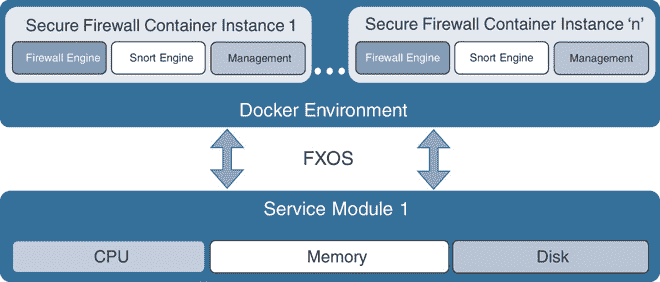 Secure Firewall Container Instance 1
Secure Firewall Container Instance ‘n’
Firewall Engine
Snort Engine
Management
...
Firewall Engine
Snort Engine
Management
Docker Environment
FXOS
Service Module 1
CPU
Memory
Disk